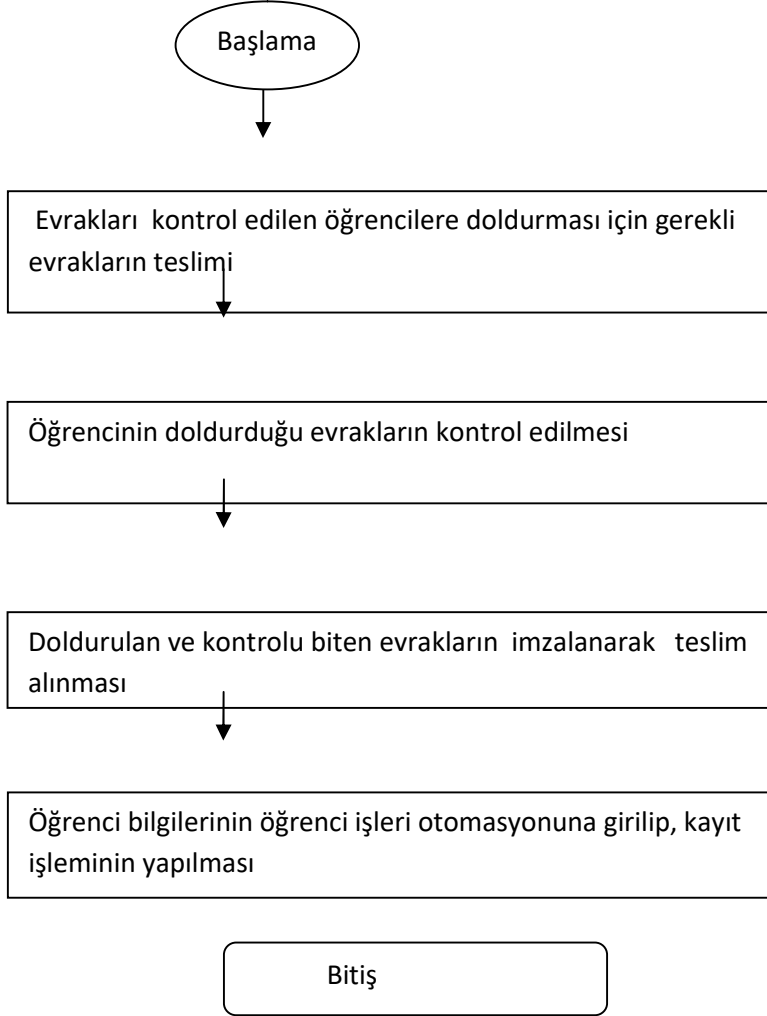 Başlama
Evrakları kontrol edilen öğrencilere doldurması için gerekli
evrakların teslimi
Öğrencinin doldurduğu evrakların kontrol edilmesi
Doldurulan ve kontrolu biten evrakların imzalanarak teslim
alınması
Öğrenci bilgilerinin öğrenci işleri otomasyonuna girilip, kayıt
işleminin yapılması
Bitiş